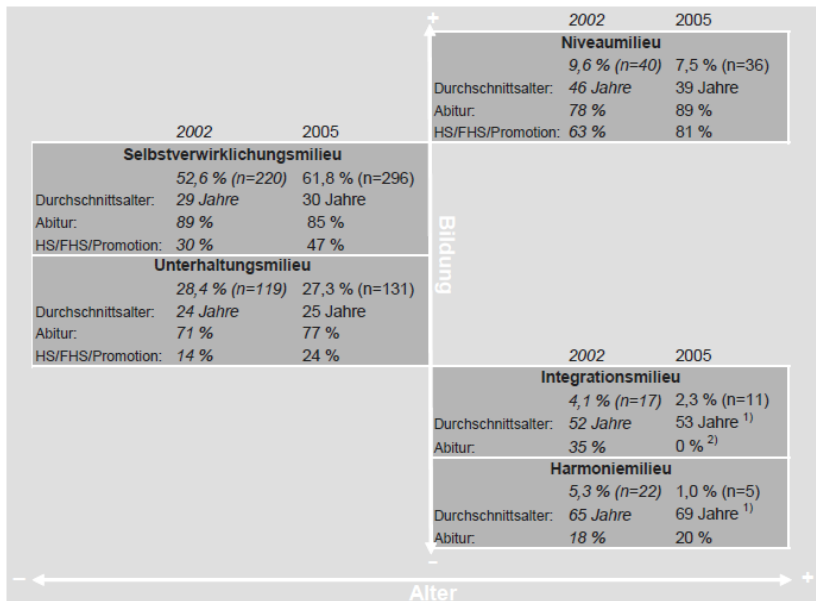 +
2002 2005
Niveaumilieu
9,6 % (n=40) 7,5 % (n=36)
Durchschnittsalter: 46 Jahre 39 Jahre
Abitur: 78 % 89 %
HS/FHS/Promotion: 63 % 81 %
2002 2005
Selbstverwirklichungsmilieu
52,6 % (n=220) 61,8 % (n=296)
Durchschnittsalter: 29 Jahre 30 Jahre
Abitur: 89 % 85 %
HS/FHS/Promotion: 30 % 47 %
Unterhaltungsmilieu
28,4 % (n=119) 27,3 % (n=131)
Durchschnittsalter: 24 Jahre 25 Jahre
Abitur: 71 % 77 %
HS/FHS/Promotion: 14 % 24 %
Bildung
2002 2005
Integrationsmilieu
4,1 % (n=17) 2,3 % (n=11)
Durchschnittsalter: 52 Jahre 53 Jahre 1)
Abitur: 35 % 0 % 2)
Harmoniemilieu
5,3 % (n=22) 1,0 % (n=5)
Durchschnittsalter: 65 Jahre 69 Jahre 1)
Abitur: 18 % 20 %
–
– +
Alter